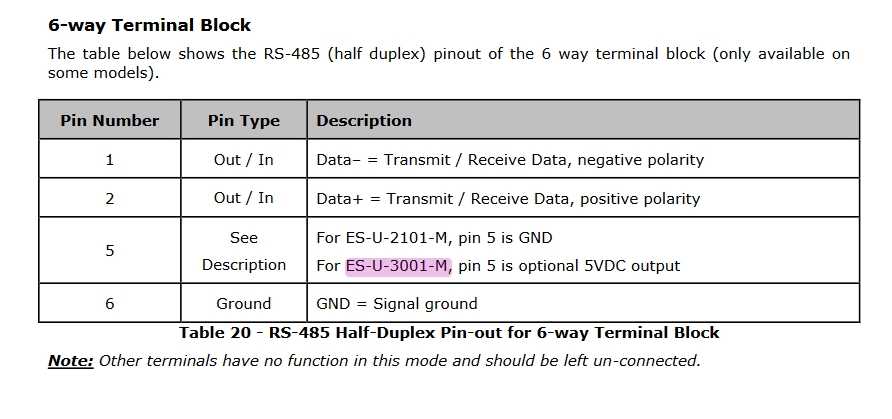 6-way Terminal Block
The table below shows the RS-485 (half duplex) pinout of the 6 way terminal block (only available on
some models).
Pin Number Pin Type Description
1 Out / In Data– = Transmit / Receive Data, negative polarity
2 Out / In Data+ = Transmit / Receive Data, positive polarity
5 See Description For ES-U-2101-M, pin 5 is GND
For ES-U-3001-M, pin 5 is optional 5VDC output
6 Ground GND = Signal ground
Table 20 - RS-485 Half-Duplex Pin-out for 6-way Terminal Block
Note: Other terminals have no function in this mode and should be left un-connected.